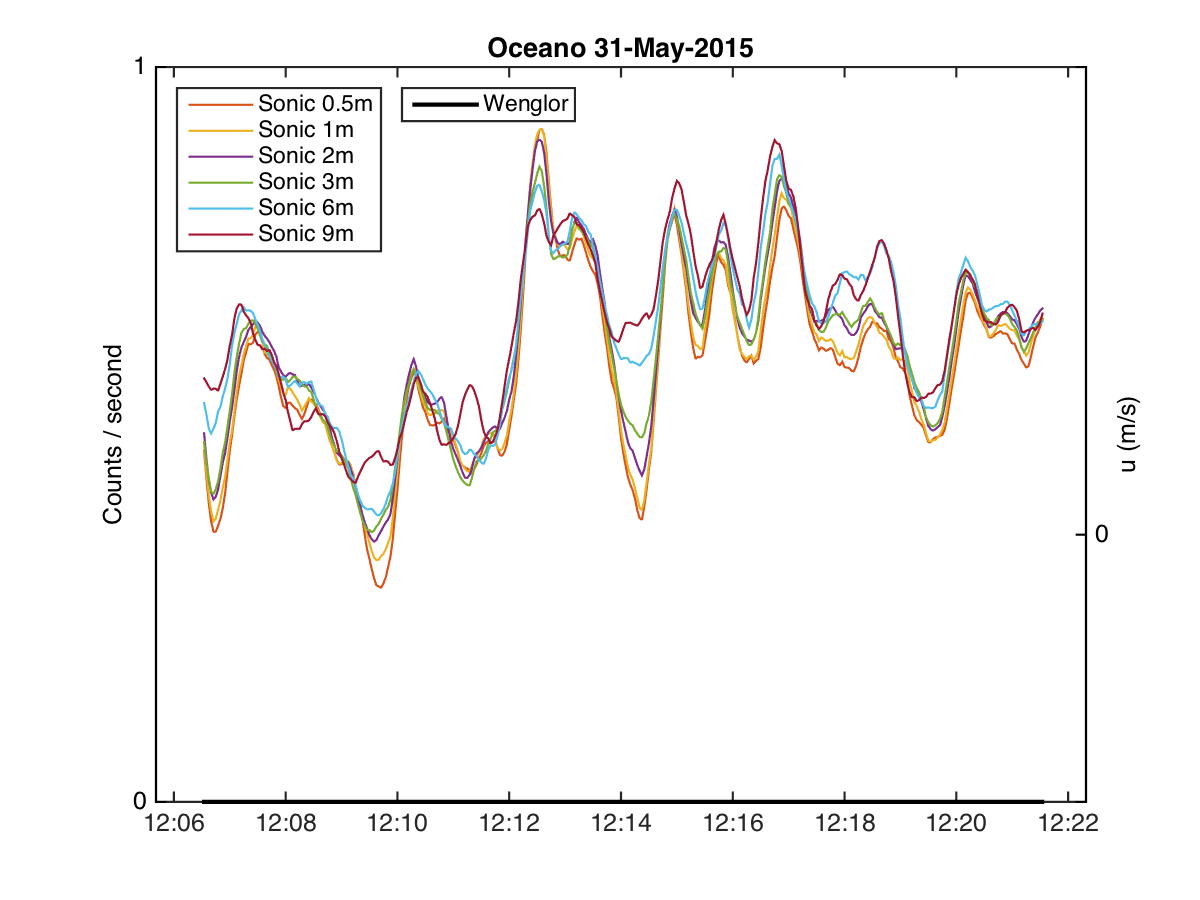 Oceano 31-May-2015
1
Sonic 0.5m
Sonic 1m
Sonic 2m
Sonic 3m
Sonic 6m
Sonic 9m
Wenglor
Counts / second
u (m/s)
0
0
12:06 12:08 12:10 12:12 12:14 12:16 12:18 12:20 12:22